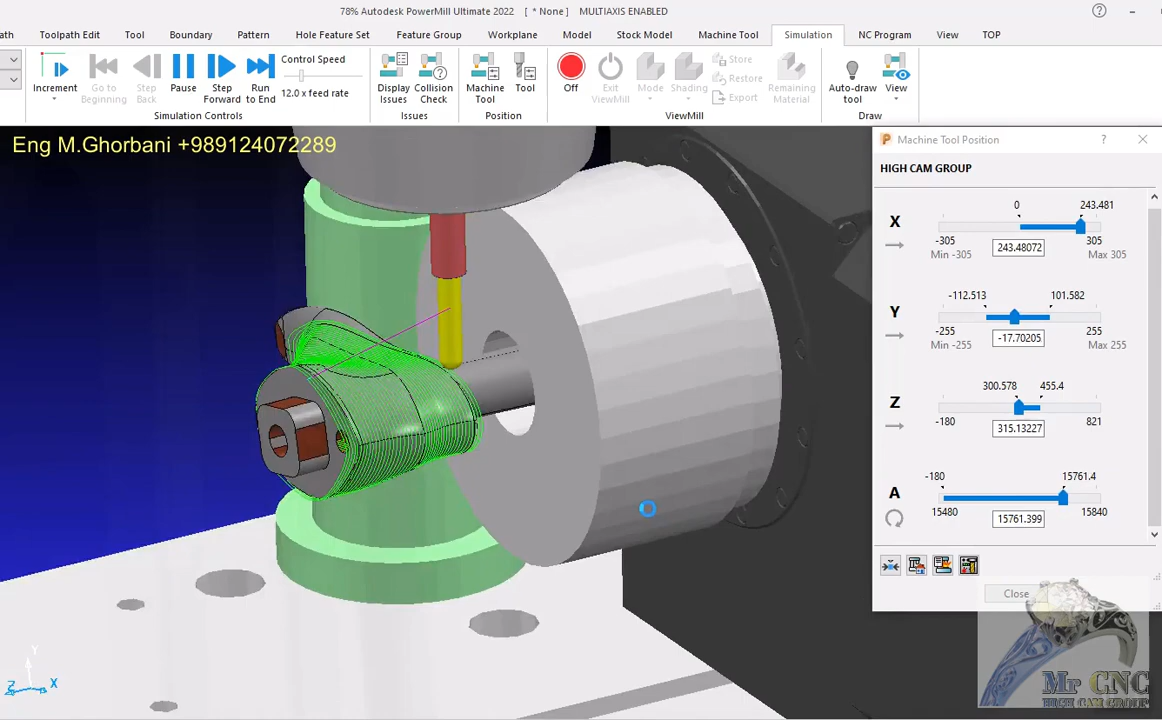 78% Autodesk PowerMill Ultimate 2022 [ * None ] MULTIAXIS ENABLED
ath Toolpath Edit Tool Boundary Pattern Hole Feature Set Feature Group Workplane Model Stock Model Machine Tool Simulation NC Program View TOP
Increment
Go to Beginning
Step Back
Pause
Step Forward
Run to End
Control Speed
12.0 x feed rate
Simulation Controls
Display Issues
Collision Check
Issues
Machine Tool
Tool
Position
Off
Exit ViewMill
Mode
Shading
Store
Restore
Export
Remaining Material
ViewMill
Auto-draw tool
View
Draw
Eng M.Ghorbani +989124072289
Machine Tool Position
HIGH CAM GROUP
0 243.481
X
-305 243.48072 305
Min -305 Max 305
-112.513 101.582
Y
-255 -17.70205 255
Min -255 Max 255
300.578 455.4
Z
-180 315.13227 821
-180 15761.4
A
15480 15761.399 15840
Close
Y
Z X
Mr CNC
HIGH CAM GROUP